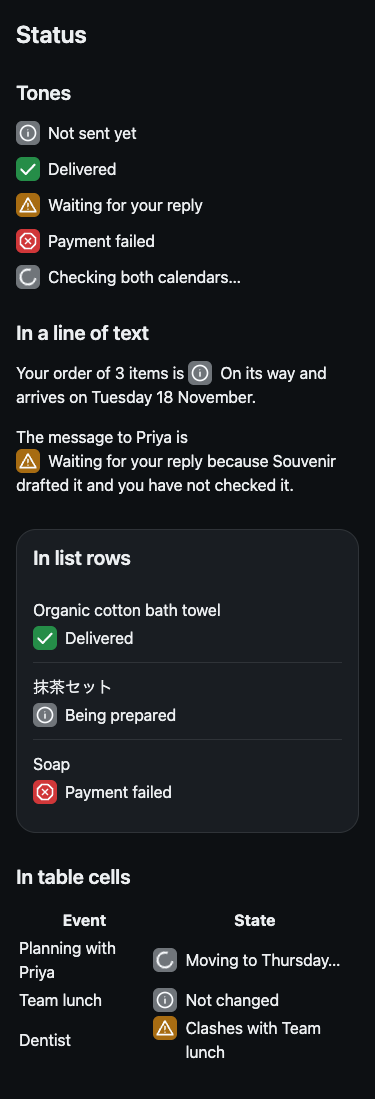 Status
Tones
Not sent yet
Delivered
Waiting for your reply
Payment failed
Checking both calendars...
In a line of text
Your order of 3 items is On its way and
arrives on Tuesday 18 November.
The message to Priya is
Waiting for your reply because Souvenir
drafted it and you have not checked it.
In list rows
Organic cotton bath towel
Delivered
抹茶セット
Being prepared
Soap
Payment failed
In table cells
Event State
Planning with
Priya
Moving to Thursday...
Team lunch Not changed
Dentist
Clashes with Team
lunch